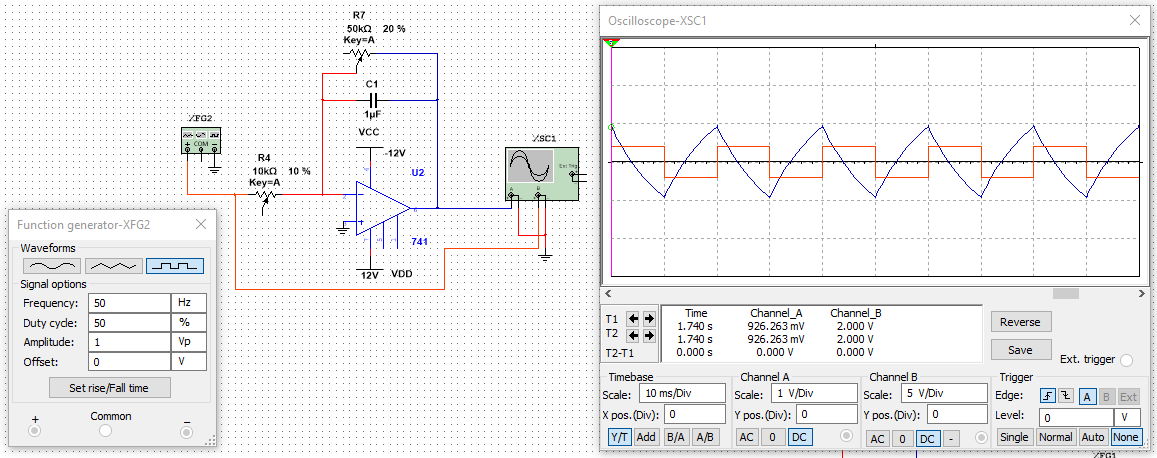 R7
50kΩ 20 %
Key=A
C1
1µF
XFG2
COM
VCC
-12V
XSC1
Ext Trig
A
B
R4
10kΩ 10 %
Key=A
U2
741
12V
VDD
Function generator-XFG2
Waveforms
Signal options
Frequency: 50 Hz
Duty cycle: 50 %
Amplitude: 1 Vp
Offset: 0 V
Set rise/Fall time
+ Common -
Oscilloscope-XSC1
Time Channel_A Channel_B
T1 1.740 s 926.263 mV 2.000 V
T2 1.740 s 926.263 mV 2.000 V
T2-T1 0.000 s 0.000 V 0.000 V
Reverse
Save
Ext. trigger
Timebase
Scale: 10 ms/Div
X pos.(Div): 0
Y/T Add B/A A/B
Channel A
Scale: 1 V/Div
Y pos.(Div): 0
AC 0 DC
Channel B
Scale: 5 V/Div
Y pos.(Div): 0
AC 0 DC -
Trigger
Edge: A B Ext
Level: 0 V
Single Normal Auto None
XFG1